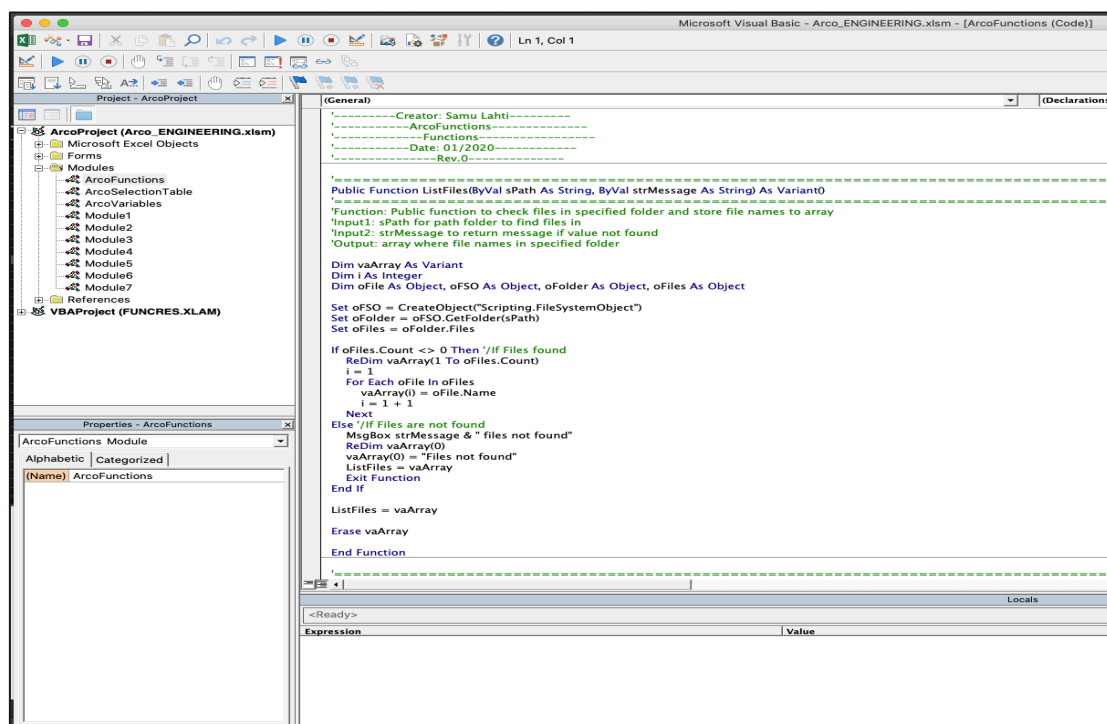 Microsoft Visual Basic - Arco_ENGINEERING.xlsm - [ArcoFunctions (Code)]
Ln 1, Col 1
Project - ArcoProject
ArcoProject (Arco_ENGINEERING.xlsm)
Microsoft Excel Objects
Forms
Modules
ArcoFunctions
ArcoSelectionTable
ArcoVariables
Module1
Module2
Module3
Module4
Module5
Module6
Module7
References
VBAProject (FUNCRES.XLAM)
Properties - ArcoFunctions
ArcoFunctions Module
Alphabetic Categorized
(Name) ArcoFunctions
(General) (Declarations
'---------Creator: Samu Lahti---------
'-----------ArcoFunctions--------------
'-------------Functions-----------------
'-----------Date: 01/2020------------
'---------------Rev.0--------------
'==================================================================================
Public Function ListFiles(ByVal sPath As String, ByVal strMessage As String) As Variant()
'==================================================================================
'Function: Public function to check files in specified folder and store file names to array
'Input1: sPath for path folder to find files in
'Input2: strMessage to return message if value not found
'Output: array where file names in specified folder
Dim vaArray As Variant
Dim i As Integer
Dim oFile As Object, oFSO As Object, oFolder As Object, oFiles As Object
Set oFSO = CreateObject("Scripting.FileSystemObject")
Set oFolder = oFSO.GetFolder(sPath)
Set oFiles = oFolder.Files
If oFiles.Count <> 0 Then '/If Files found
ReDim vaArray(1 To oFiles.Count)
i = 1
For Each oFile In oFiles
vaArray(i) = oFile.Name
i = 1 + 1
Next
Else '/If Files are not found
MsgBox strMessage & " files not found"
ReDim vaArray(0)
vaArray(0) = "Files not found"
ListFiles = vaArray
Exit Function
End If
ListFiles = vaArray
Erase vaArray
End Function
'==================================================================================
Locals
<Ready>
Expression Value